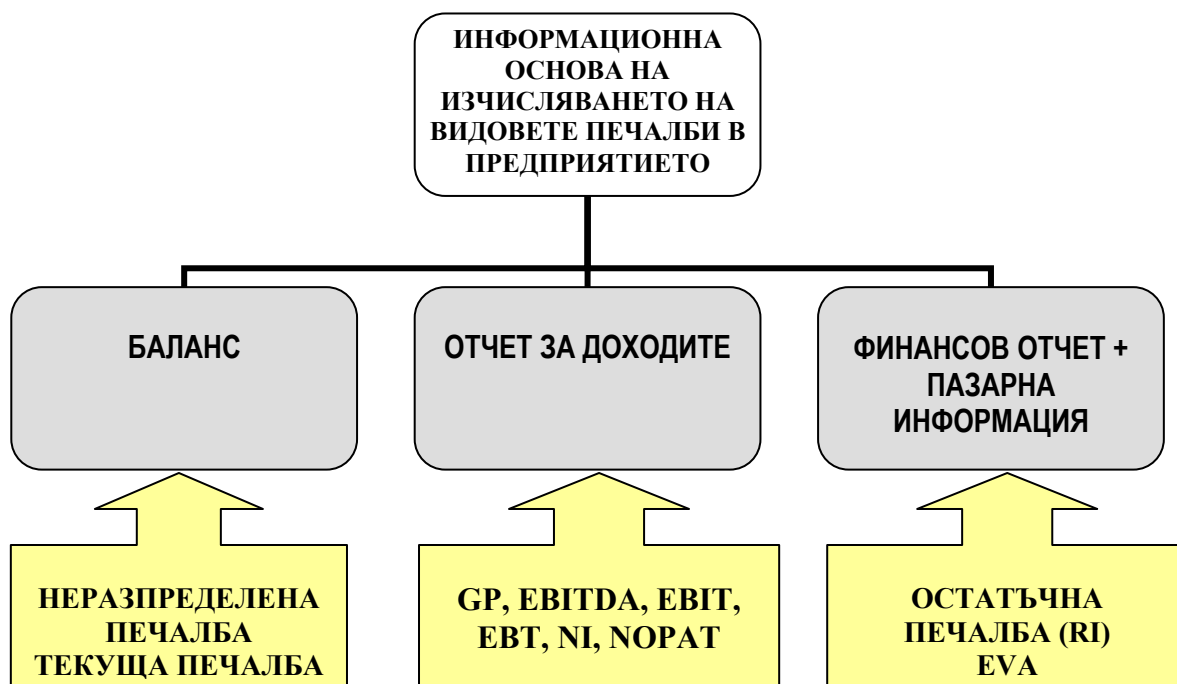 ИНФОРМАЦИОННА
ОСНОВА НА
ИЗЧИСЛЯВАНЕТО НА
ВИДОВЕТЕ ПЕЧАЛБИ В
ПРЕДПРИЯТИЕТО
БАЛАНС
ОТЧЕТ ЗА ДОХОДИТЕ
ФИНАНСОВ ОТЧЕТ +
ПАЗАРНА
ИНФОРМАЦИЯ
НЕРАЗПРЕДЕЛЕНА
ПЕЧАЛБА
ТЕКУЩА ПЕЧАЛБА
GP, EBITDA, EBIT,
EBT, NI, NOPAT
ОСТАТЪЧНА
ПЕЧАЛБА (RI)
EVA